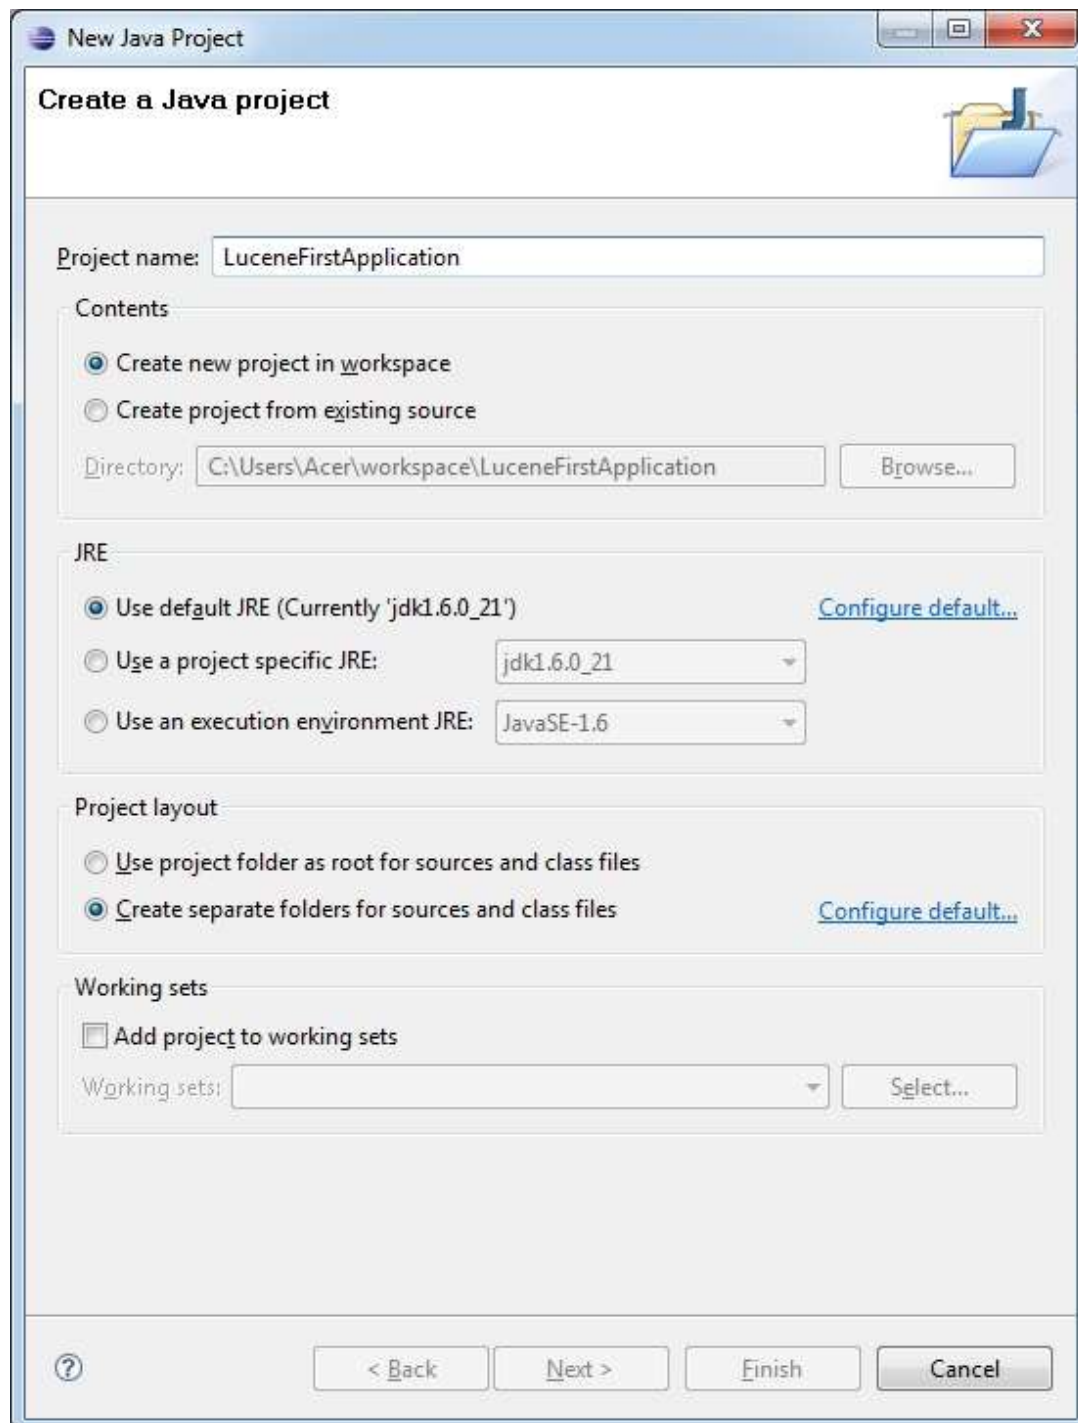 New Java Project
Create a Java project
Project name: LuceneFirstApplication
Contents
Create new project in workspace
Create project from existing source
Directory: C:\Users\Acer\workspace\LuceneFirstApplication Browse...
JRE
Use default JRE (Currently 'jdk1.6.0_21') Configure default...
Use a project specific JRE: jdk1.6.0_21
Use an execution environment JRE: JavaSE-1.6
Project layout
Use project folder as root for sources and class files
Create separate folders for sources and class files Configure default...
Working sets
Add project to working sets
Working sets: Select...
? < Back Next > Finish Cancel